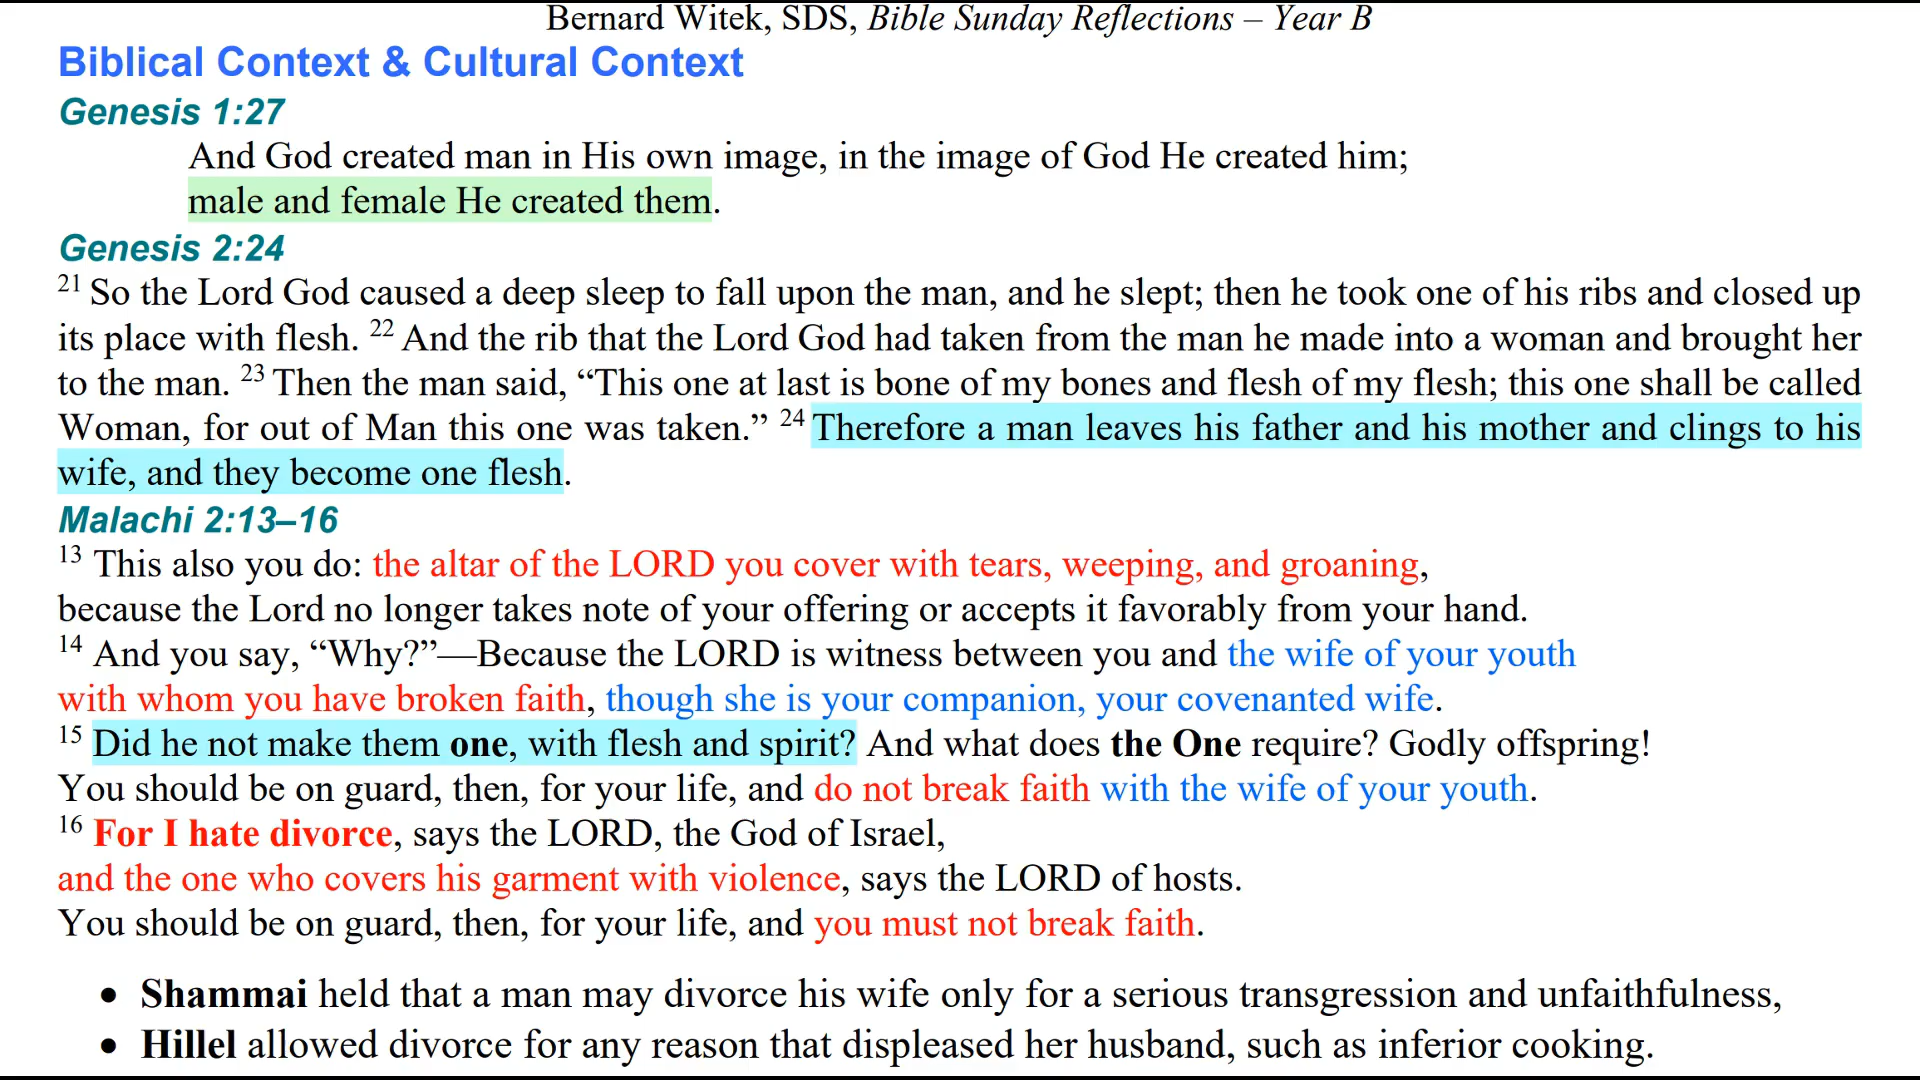 Bernard Witek, SDS, Bible Sunday Reflections – Year B
Biblical Context & Cultural Context
Genesis 1:27
And God created man in His own image, in the image of God He created him;
male and female He created them.
Genesis 2:24
21 So the Lord God caused a deep sleep to fall upon the man, and he slept; then he took one of his ribs and closed up
its place with flesh. 22 And the rib that the Lord God had taken from the man he made into a woman and brought her
to the man. 23 Then the man said, “This one at last is bone of my bones and flesh of my flesh; this one shall be called
Woman, for out of Man this one was taken.” 24 Therefore a man leaves his father and his mother and clings to his
wife, and they become one flesh.
Malachi 2:13–16
13 This also you do: the altar of the LORD you cover with tears, weeping, and groaning,
because the Lord no longer takes note of your offering or accepts it favorably from your hand.
14 And you say, “Why?”—Because the LORD is witness between you and the wife of your youth
with whom you have broken faith, though she is your companion, your covenanted wife.
15 Did he not make them one, with flesh and spirit? And what does the One require? Godly offspring!
You should be on guard, then, for your life, and do not break faith with the wife of your youth.
16 For I hate divorce, says the LORD, the God of Israel,
and the one who covers his garment with violence, says the LORD of hosts.
You should be on guard, then, for your life, and you must not break faith.
• Shammai held that a man may divorce his wife only for a serious transgression and unfaithfulness,
• Hillel allowed divorce for any reason that displeased her husband, such as inferior cooking.